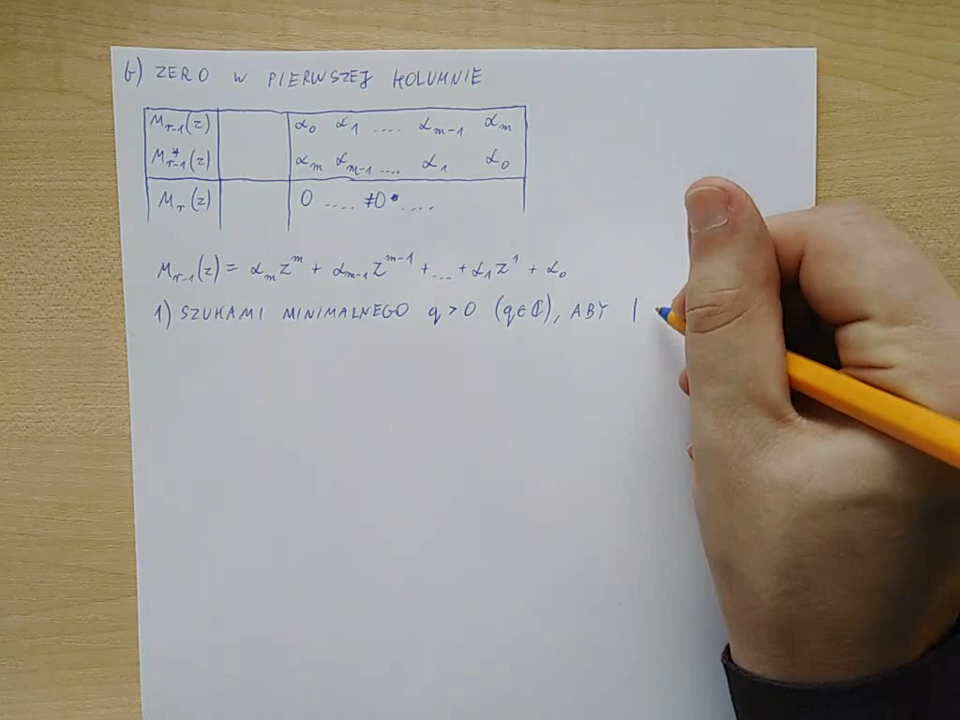 b) ZERO W PIERWSZEJ KOLUMNIE
M_{r-1}(z) α_0 α_1 .... α_{m-1} α_m
M*_{r-1}(z) α_m α_{m-1} .... α_1 α_0
M_r(z) 0 .... ≠0 ....
M_{r-1}(z) = α_m z^m + α_{m-1} z^{m-1} + ... + α_1 z^1 + α_0
1) SZUKAMI MINIMALNEGO q > 0 (q∈ℂ), ABY |